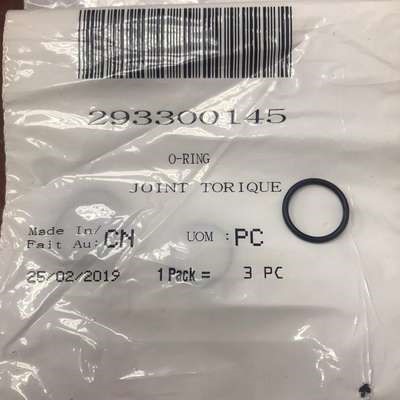 293300145
O-RING
JOINT TORIQUE
Made In/
Fait Au: CN UOM : PC
25/02/2019 1 Pack = 3 PC